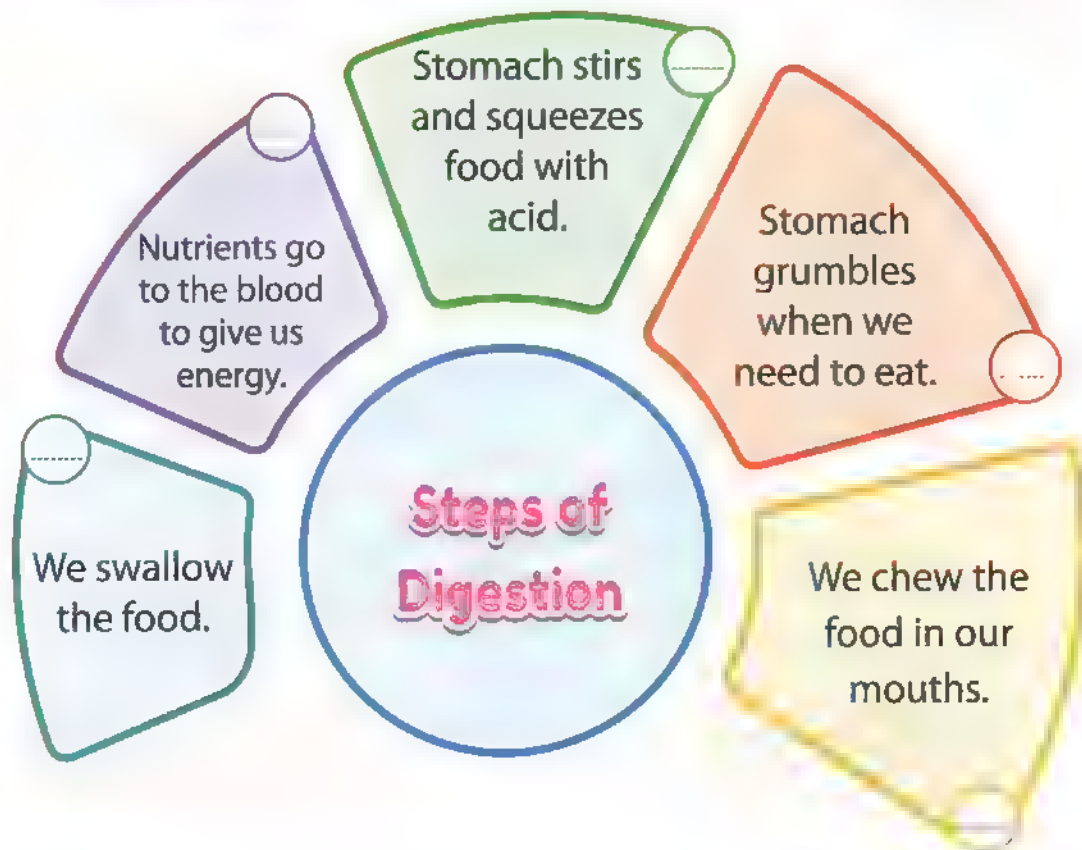 Stomach stirs
and squeezes
food with
acid.
Nutrients go
to the blood
to give us
energy.
Stomach
grumbles
when we
need to eat.
We swallow
the food.
Steps of
Digestion
We chew the
food in our
mouths.